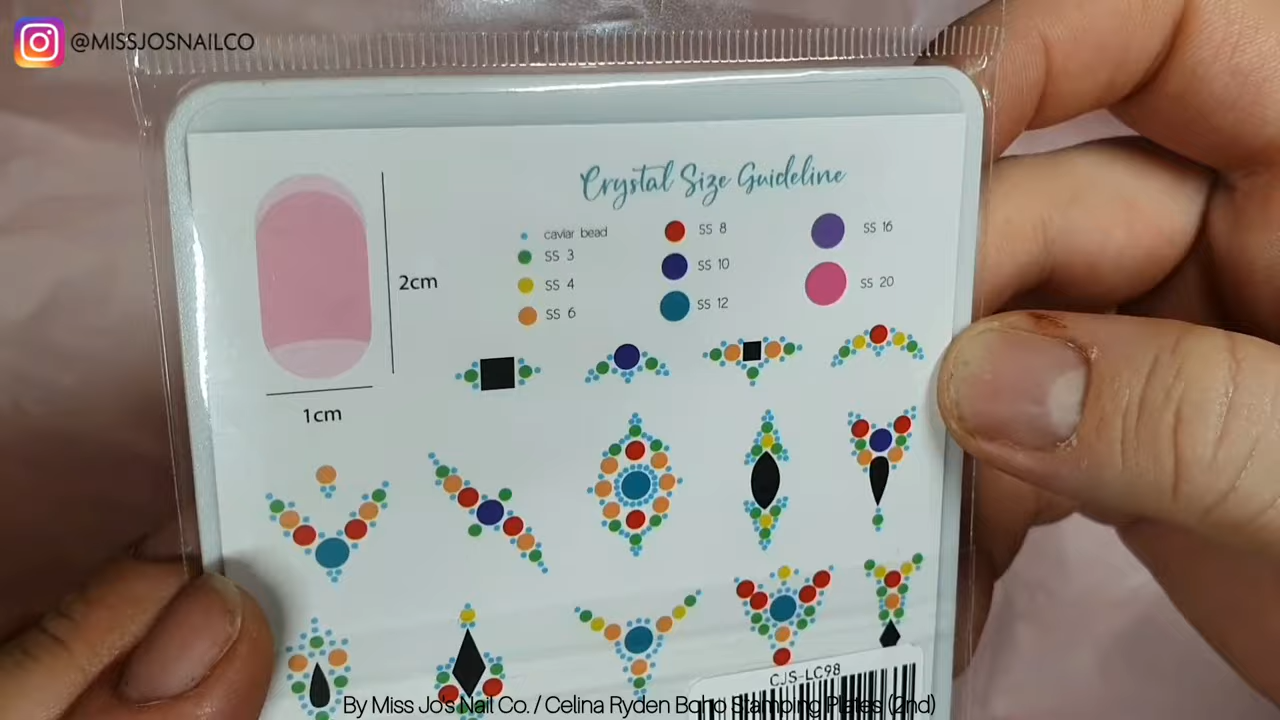 @MISSJOSNAILCO
Crystal Size Guideline
caviar bead
SS 3
SS 4
SS 6
SS 8
SS 10
SS 12
SS 16
SS 20
2cm
1cm
CJS-LC98
By Miss Jo's Nail Co. / Celina Ryden Boho Stamping Plates (2nd)